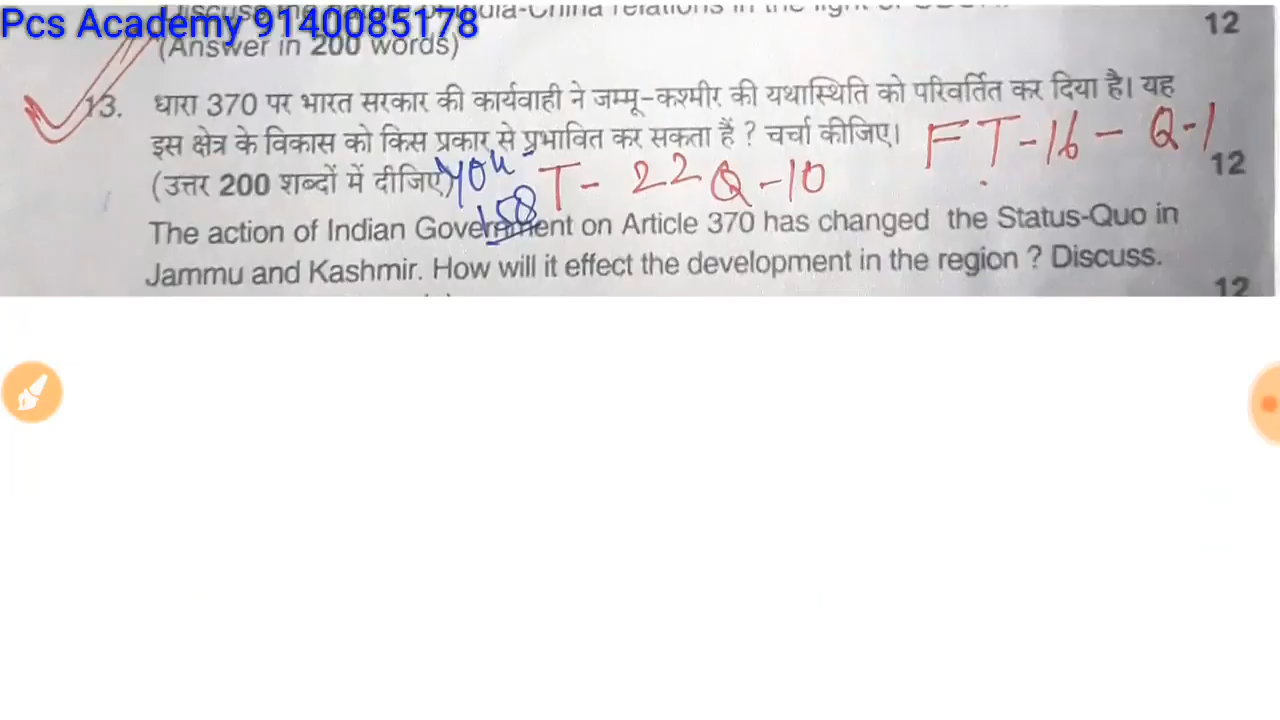 Pcs Academy 9140085178
(Answer in 200 words)
12
13. धारा 370 पर भारत सरकार की कार्यवाही ने जम्मू-कश्मीर की यथास्थिति को परिवर्तित कर दिया है। यह
इस क्षेत्र के विकास को किस प्रकार से प्रभावित कर सकता हैं ? चर्चा कीजिए। FT-16 - Q-1
(उत्तर 200 शब्दों में दीजिए) You T- 22 Q-10 12
158
The action of Indian Government on Article 370 has changed the Status-Quo in
Jammu and Kashmir. How will it effect the development in the region ? Discuss.
12